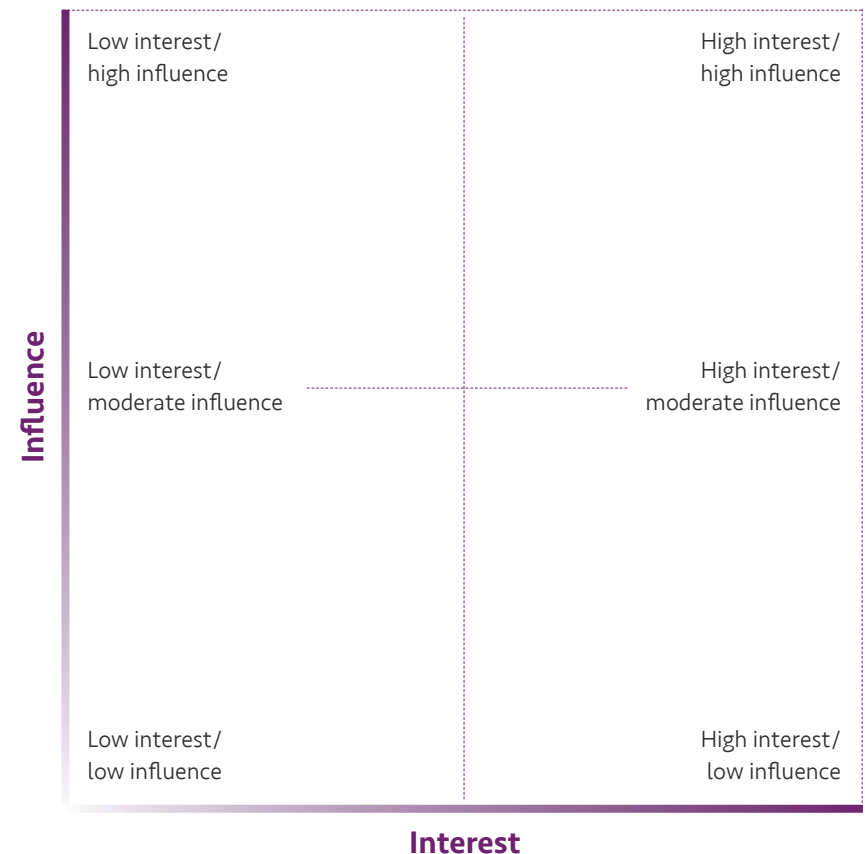 Low interest/
high influence
High interest/
high influence
Influence
Low interest/
moderate influence
High interest/
moderate influence
Low interest/
low influence
High interest/
low influence
Interest